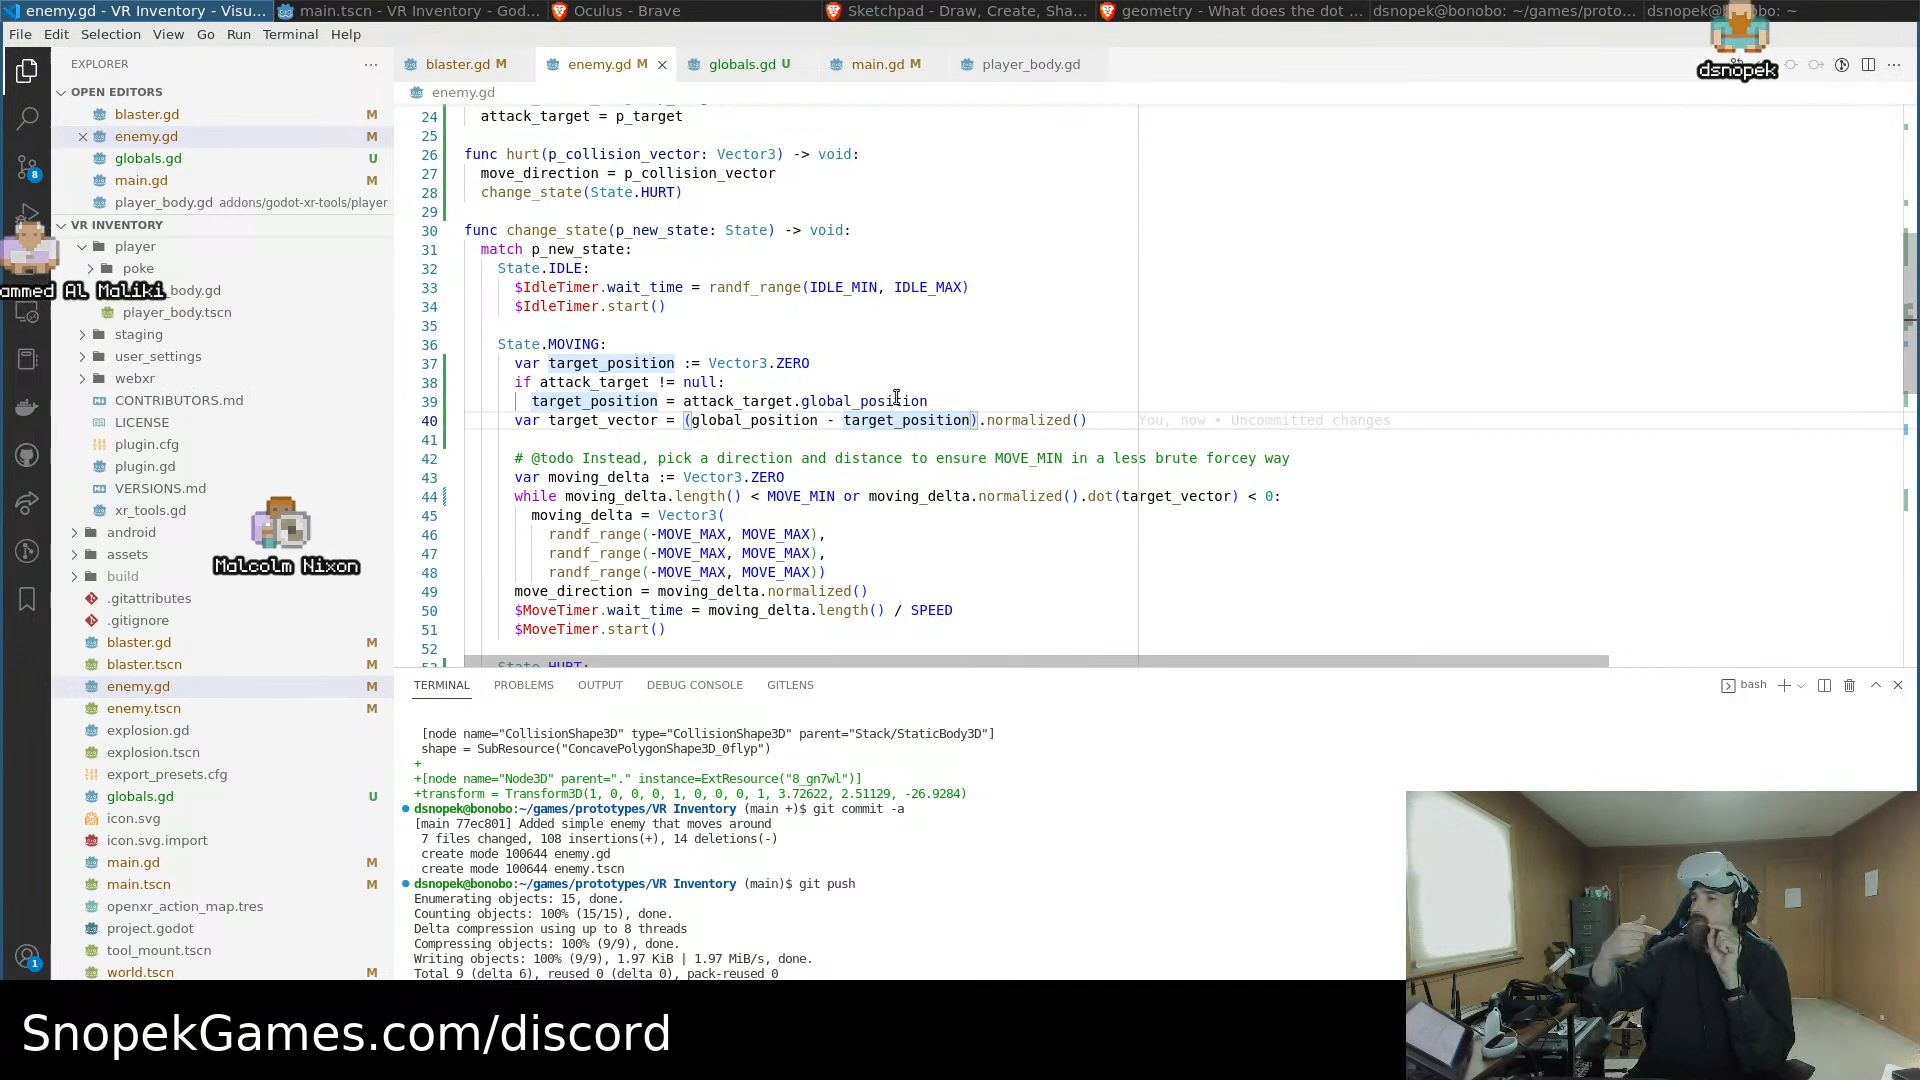 enemy.gd - VR Inventory - Visu...
main.tscn - VR Inventory - God...
Oculus - Brave
Sketchpad - Draw, Create, Sha...
geometry - What does the dot ...
dsnopek@bonobo: ~/games/proto...
dsnopek@bonobo: ~
File Edit Selection View Go Run Terminal Help
dsnopek
EXPLORER
OPEN EDITORS
blaster.gd M
enemy.gd M
globals.gd U
main.gd M
player_body.gd addons/godot-xr-tools/player
8
VR INVENTORY
player
poke
ammed Al Maliki
_body.gd
player_body.tscn
staging
user_settings
webxr
CONTRIBUTORS.md
LICENSE
plugin.cfg
plugin.gd
VERSIONS.md
xr_tools.gd
android
Malcolm Nixon
assets
build
.gitattributes
.gitignore
blaster.gd M
blaster.tscn M
enemy.gd M
enemy.tscn M
explosion.gd
explosion.tscn
export_presets.cfg
globals.gd U
icon.svg
icon.svg.import
main.gd M
main.tscn M
openxr_action_map.tres
project.godot
tool_mount.tscn
world.tscn M
1
blaster.gd M
enemy.gd M
globals.gd U
main.gd M
player_body.gd
enemy.gd
24 attack_target = p_target
25
26 func hurt(p_collision_vector: Vector3) -> void:
27 move_direction = p_collision_vector
28 change_state(State.HURT)
29
30 func change_state(p_new_state: State) -> void:
31 match p_new_state:
32 State.IDLE:
33 $IdleTimer.wait_time = randf_range(IDLE_MIN, IDLE_MAX)
34 $IdleTimer.start()
35
36 State.MOVING:
37 var target_position := Vector3.ZERO
38 if attack_target != null:
39 target_position = attack_target.global_position
40 var target_vector = (global_position - target_position).normalized() You, now • Uncommitted changes
41
42 # @todo Instead, pick a direction and distance to ensure MOVE_MIN in a less brute forcey way
43 var moving_delta := Vector3.ZERO
44 while moving_delta.length() < MOVE_MIN or moving_delta.normalized().dot(target_vector) < 0:
45 moving_delta = Vector3(
46 randf_range(-MOVE_MAX, MOVE_MAX),
47 randf_range(-MOVE_MAX, MOVE_MAX),
48 randf_range(-MOVE_MAX, MOVE_MAX))
49 move_direction = moving_delta.normalized()
50 $MoveTimer.wait_time = moving_delta.length() / SPEED
51 $MoveTimer.start()
52
53 State.HURT:
TERMINAL PROBLEMS OUTPUT DEBUG CONSOLE GITLENS
bash
[node name="CollisionShape3D" type="CollisionShape3D" parent="Stack/StaticBody3D"]
shape = SubResource("ConcavePolygonShape3D_0flyp")
+
+[node name="Node3D" parent="." instance=ExtResource("8_gn7wl")]
+transform = Transform3D(1, 0, 0, 0, 1, 0, 0, 0, 1, 3.72622, 2.51129, -26.9284)
dsnopek@bonobo:~/games/prototypes/VR Inventory (main +)$ git commit -a
[main 77ec801] Added simple enemy that moves around
7 files changed, 108 insertions(+), 14 deletions(-)
create mode 100644 enemy.gd
create mode 100644 enemy.tscn
dsnopek@bonobo:~/games/prototypes/VR Inventory (main)$ git push
Enumerating objects: 15, done.
Counting objects: 100% (15/15), done.
Delta compression using up to 8 threads
Compressing objects: 100% (9/9), done.
Writing objects: 100% (9/9), 1.97 KiB | 1.97 MiB/s, done.
Total 9 (delta 6), reused 0 (delta 0), pack-reused 0
SnopekGames.com/discord